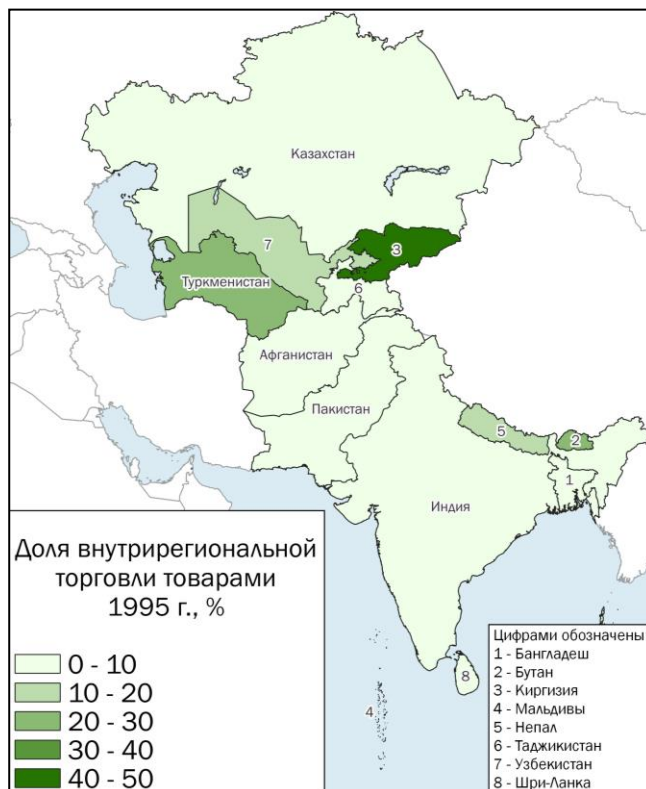 Казахстан
7
3
Туркменистан
6
Афганистан
Пакистан
5
2
1
Индия
8
4
Доля внутрирегиональной
торговли товарами
1995 г., %
0 - 10
10 - 20
20 - 30
30 - 40
40 - 50
Цифрами обозначены
1 - Бангладеш
2 - Бутан
3 - Киргизия
4 - Мальдивы
5 - Непал
6 - Таджикистан
7 - Узбекистан
8 - Шри-Ланка